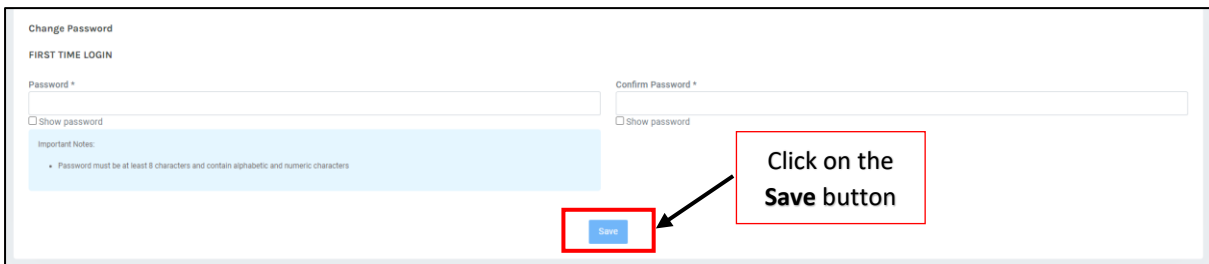 Change Password
FIRST TIME LOGIN
Password *
Confirm Password *
Show password
Show password
Important Notes:
• Password must be at least 8 characters and contain alphabetic and numeric characters
Click on the
Save button
Save